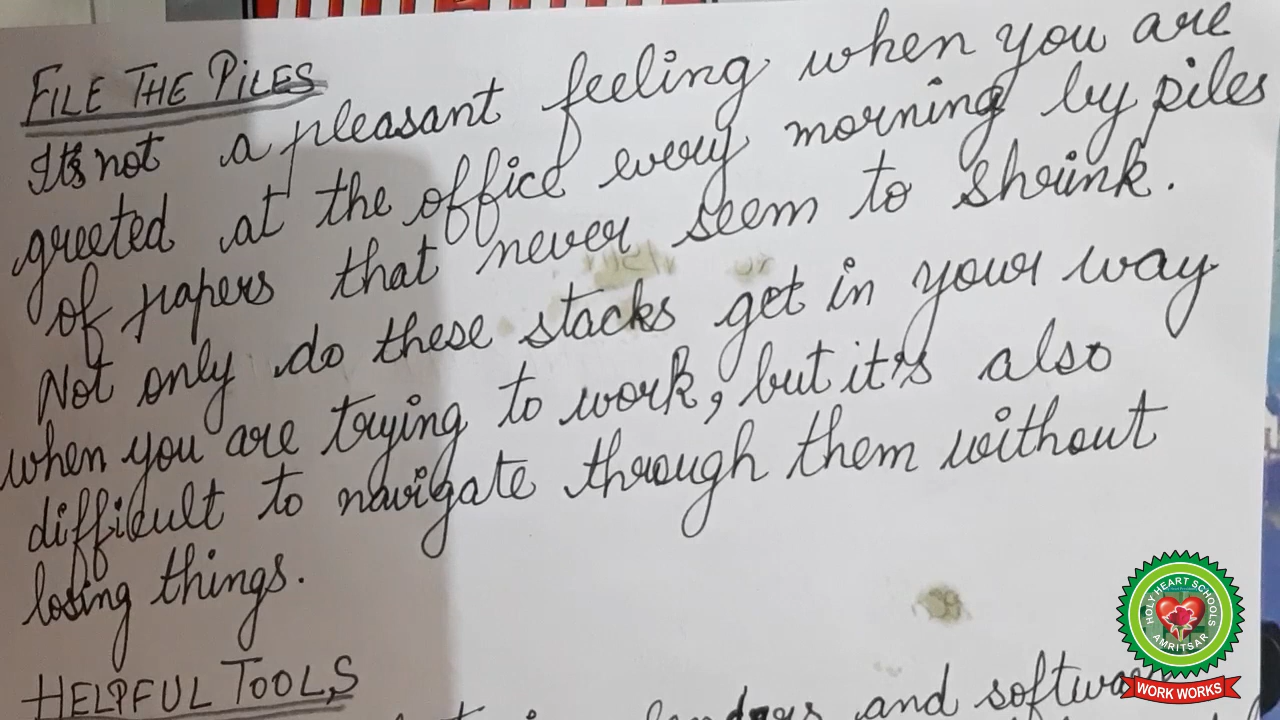 FILE THE PILES
It's not a pleasant feeling when you are
greeted at the office every morning by piles
of papers that never seem to shrink.
Not only do these stacks get in your way
when you are trying to work, but it's also
difficult to navigate through them without
losing things.
HELPFUL TOOLS
and software
HOLY HEART SCHOOLS
AMRITSAR
WORK WORKS